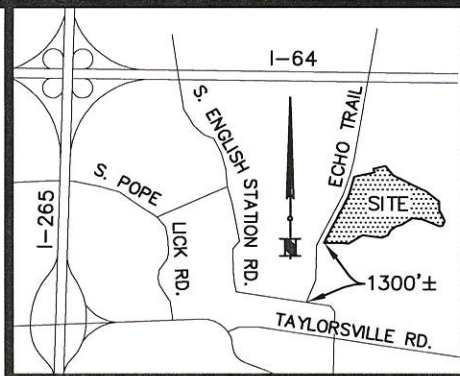 I-64
S. ENGLISH STATION RD.
ECHO TRAIL
S. POPE
LICK RD.
I-265
SITE
N
1300'±
TAYLORSVILLE RD.